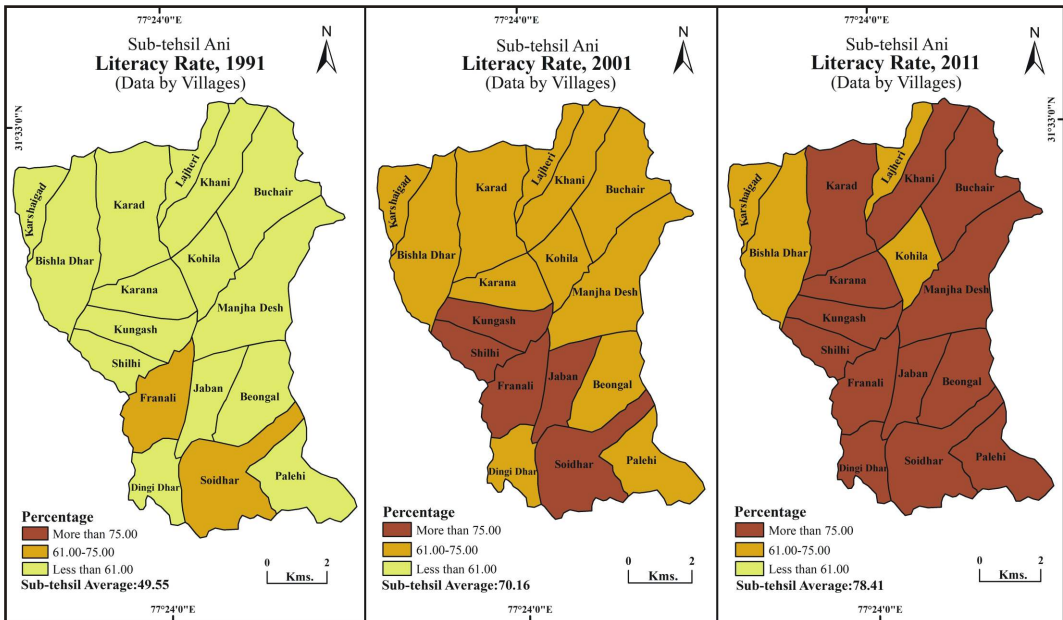 77°24'0"E
Sub-tehsil Ani
Literacy Rate, 1991
(Data by Villages)
N
31°33'0"N
Karshaigad
Bishla Dhar
Karad
Lajheri
Khani
Buchair
Kohila
Karana
Manjha Desh
Kungash
Shilhi
Franali
Jaban
Beongal
Dingi Dhar
Soidhar
Palehi
Percentage
More than 75.00
61.00-75.00
Less than 61.00
Sub-tehsil Average:49.55
0 2
Kms.
77°24'0"E
77°24'0"E
Sub-tehsil Ani
Literacy Rate, 2001
(Data by Villages)
N
Karshaigad
Bishla Dhar
Karad
Lajheri
Khani
Buchair
Kohila
Karana
Manjha Desh
Kungash
Shilhi
Franali
Jaban
Beongal
Dingi Dhar
Soidhar
Palehi
Percentage
More than 75.00
61.00-75.00
Less than 61.00
Sub-tehsil Average:70.16
0 2
Kms.
77°24'0"E
77°24'0"E
Sub-tehsil Ani
Literacy Rate, 2011
(Data by Villages)
N
31°33'0"N
Karshaigad
Bishla Dhar
Karad
Lajheri
Khani
Buchair
Kohila
Karana
Manjha Desh
Kungash
Shilhi
Franali
Jaban
Beongal
Dingi Dhar
Soidhar
Palehi
Percentage
More than 75.00
61.00-75.00
Less than 61.00
Sub-tehsil Average:78.41
0 2
Kms.
77°24'0"E